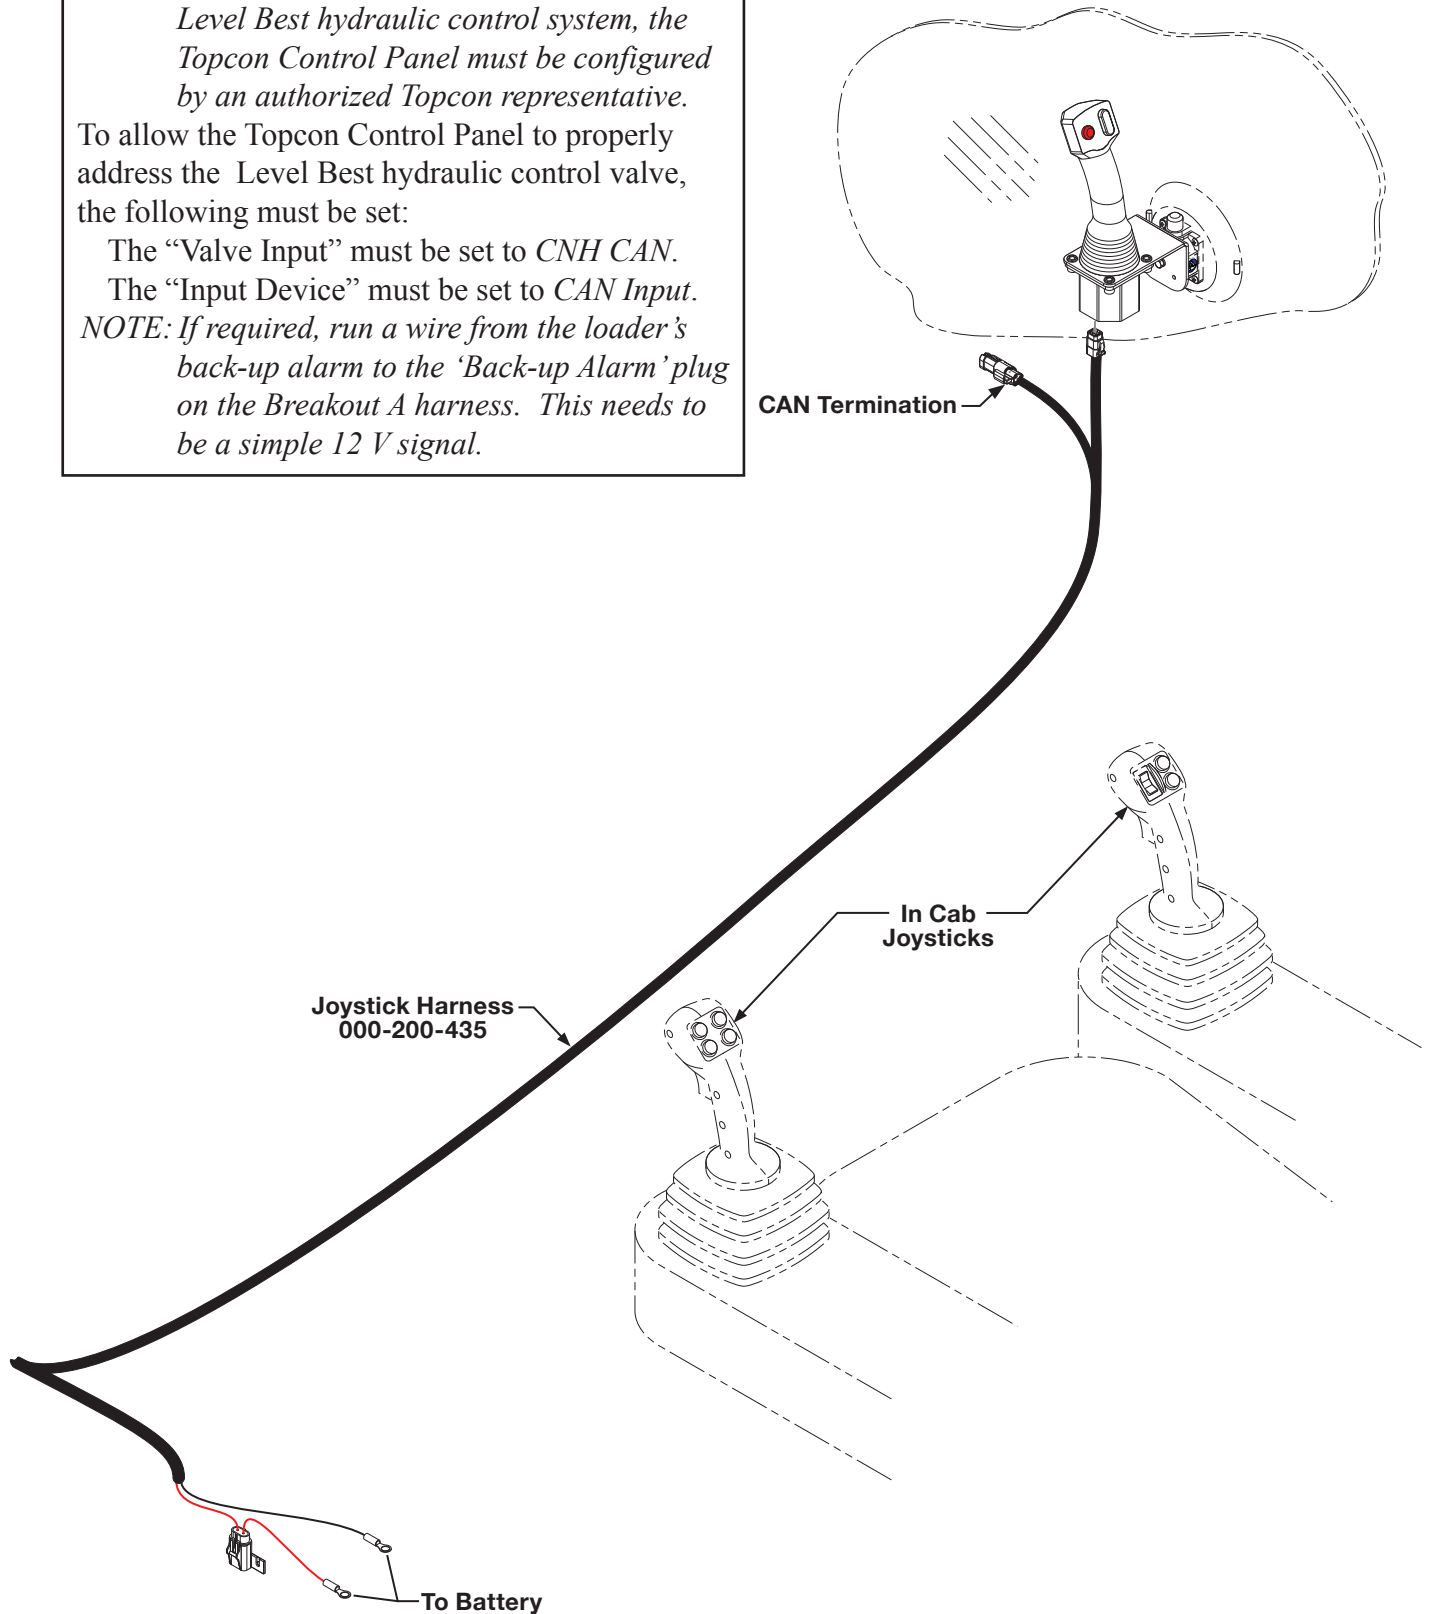 Level Best hydraulic control system, the
Topcon Control Panel must be configured
by an authorized Topcon representative.
To allow the Topcon Control Panel to properly
address the  Level Best hydraulic control valve,
the following must be set:
The “Valve Input” must be set to CNH CAN.
The “Input Device” must be set to CAN Input.
NOTE: If required, run a wire from the loader’s
back-up alarm to the ‘Back-up Alarm’ plug
on the Breakout A harness.  This needs to
be a simple 12 V signal.
CAN Termination
In Cab
Joysticks
Joystick Harness
000-200-435
To Battery